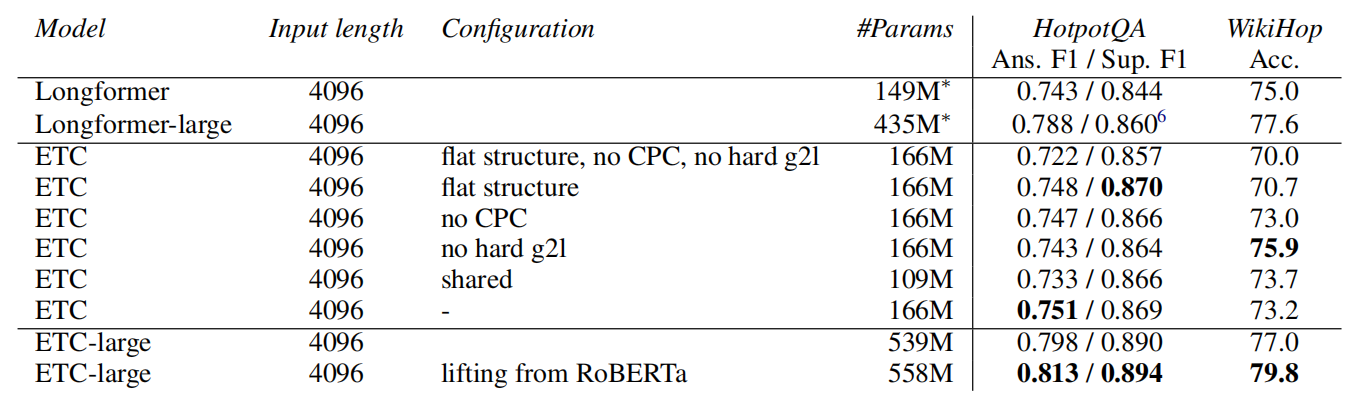 Model Input length Configuration #Params HotpotQA WikiHop
Ans. F1 / Sup. F1 Acc.
Longformer 4096 149M* 0.743 / 0.844 75.0
Longformer-large 4096 435M* 0.788 / 0.860⁶ 77.6
ETC 4096 flat structure, no CPC, no hard g2l 166M 0.722 / 0.857 70.0
ETC 4096 flat structure 166M 0.748 / 0.870 70.7
ETC 4096 no CPC 166M 0.747 / 0.866 73.0
ETC 4096 no hard g2l 166M 0.743 / 0.864 75.9
ETC 4096 shared 109M 0.733 / 0.866 73.7
ETC 4096 - 166M 0.751 / 0.869 73.2
ETC-large 4096 539M 0.798 / 0.890 77.0
ETC-large 4096 lifting from RoBERTa 558M 0.813 / 0.894 79.8